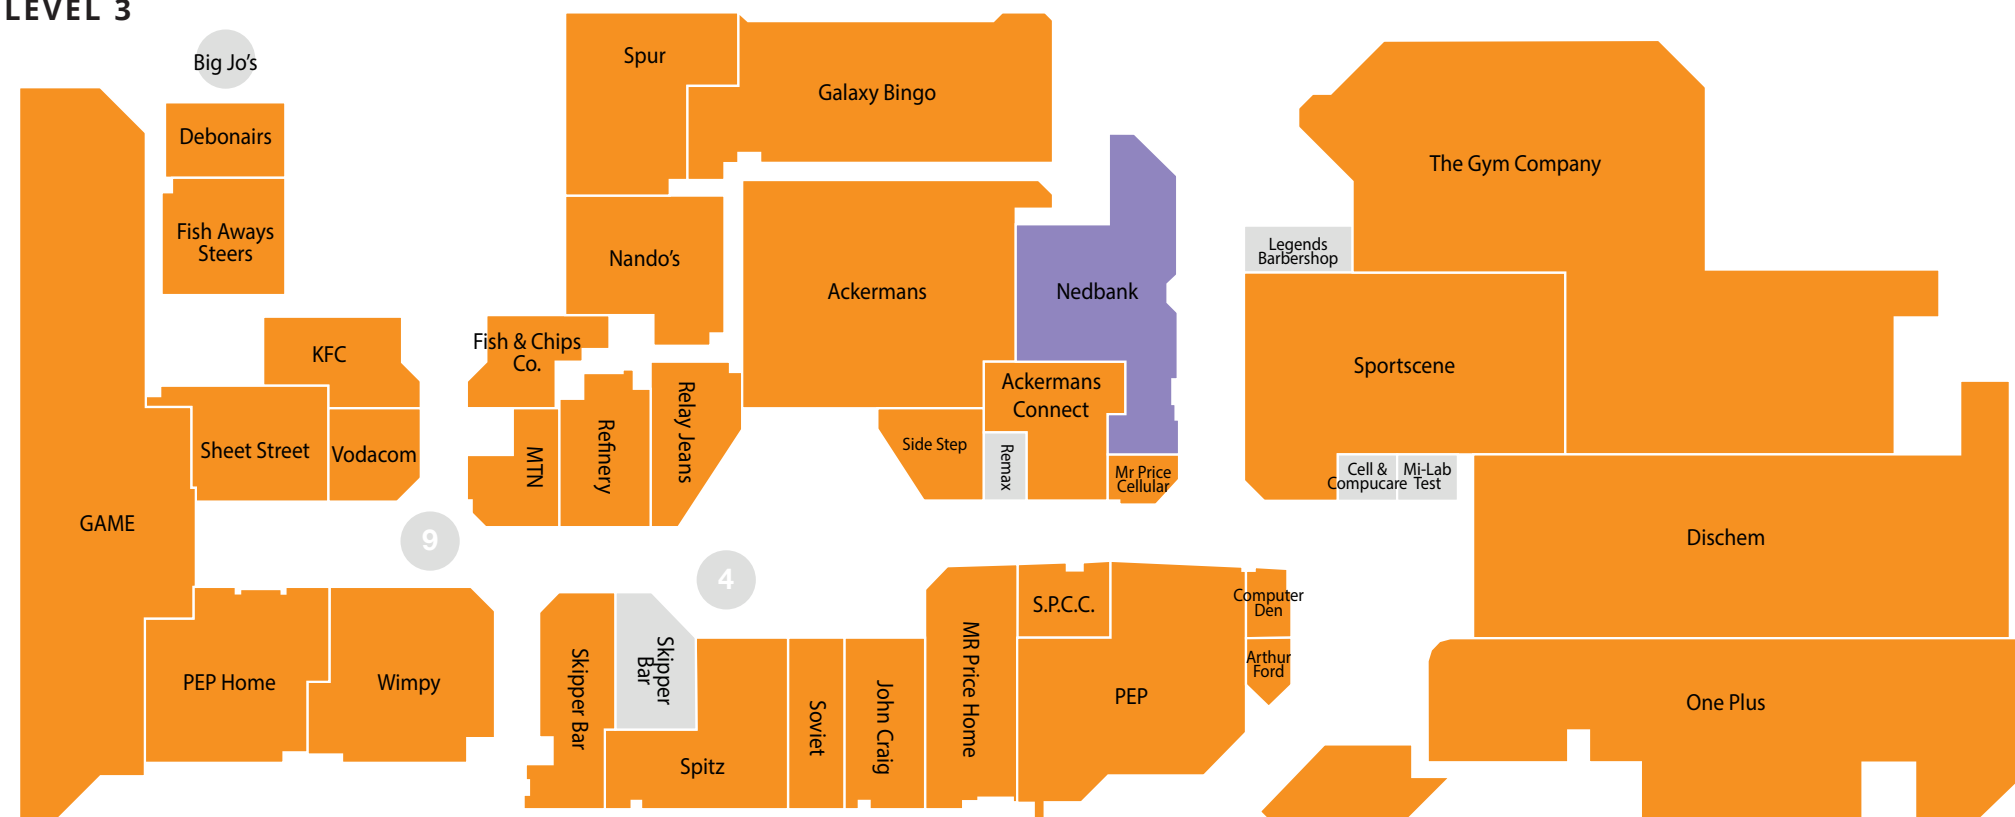 LEVEL 3
Big Jo's
Debonairs
Fish Aways
Steers
KFC
Sheet Street
Vodacom
GAME
PEP Home
Wimpy
9
Spur
Galaxy Bingo
Nando's
Ackermans
Nedbank
Fish & Chips
Co.
MTN
Refinery
Relay Jeans
Side Step
Ackermans
Connect
Remax
Mr Price
Cellular
4
Skipper Bar
Skipper
Bar
Spitz
Soviet
John Craig
MR Price Home
S.P.C.C.
PEP
Computer
Den
Arthur
Ford
The Gym Company
Legends
Barbershop
Sportscene
Cell &
Compucare
Mi-Lab
Test
Dischem
One Plus